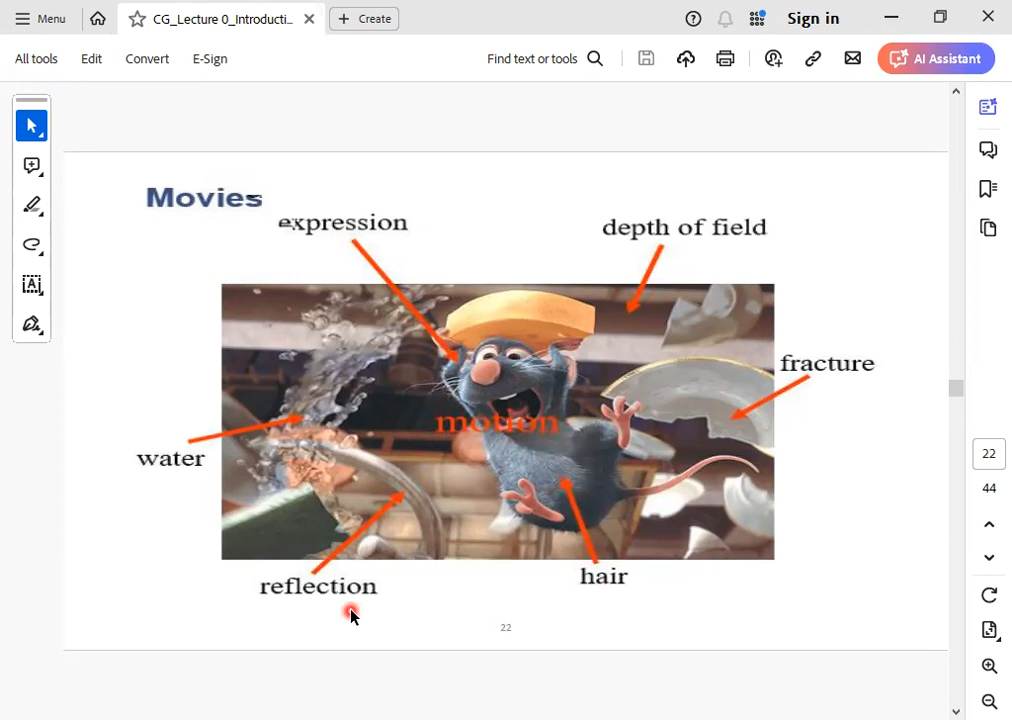 Menu
CG_Lecture 0_Introducti...
Create
Sign in
All tools
Edit
Convert
E-Sign
Find text or tools
AI Assistant
Movies
expression
depth of field
fracture
motion
water
reflection
hair
22
22
44